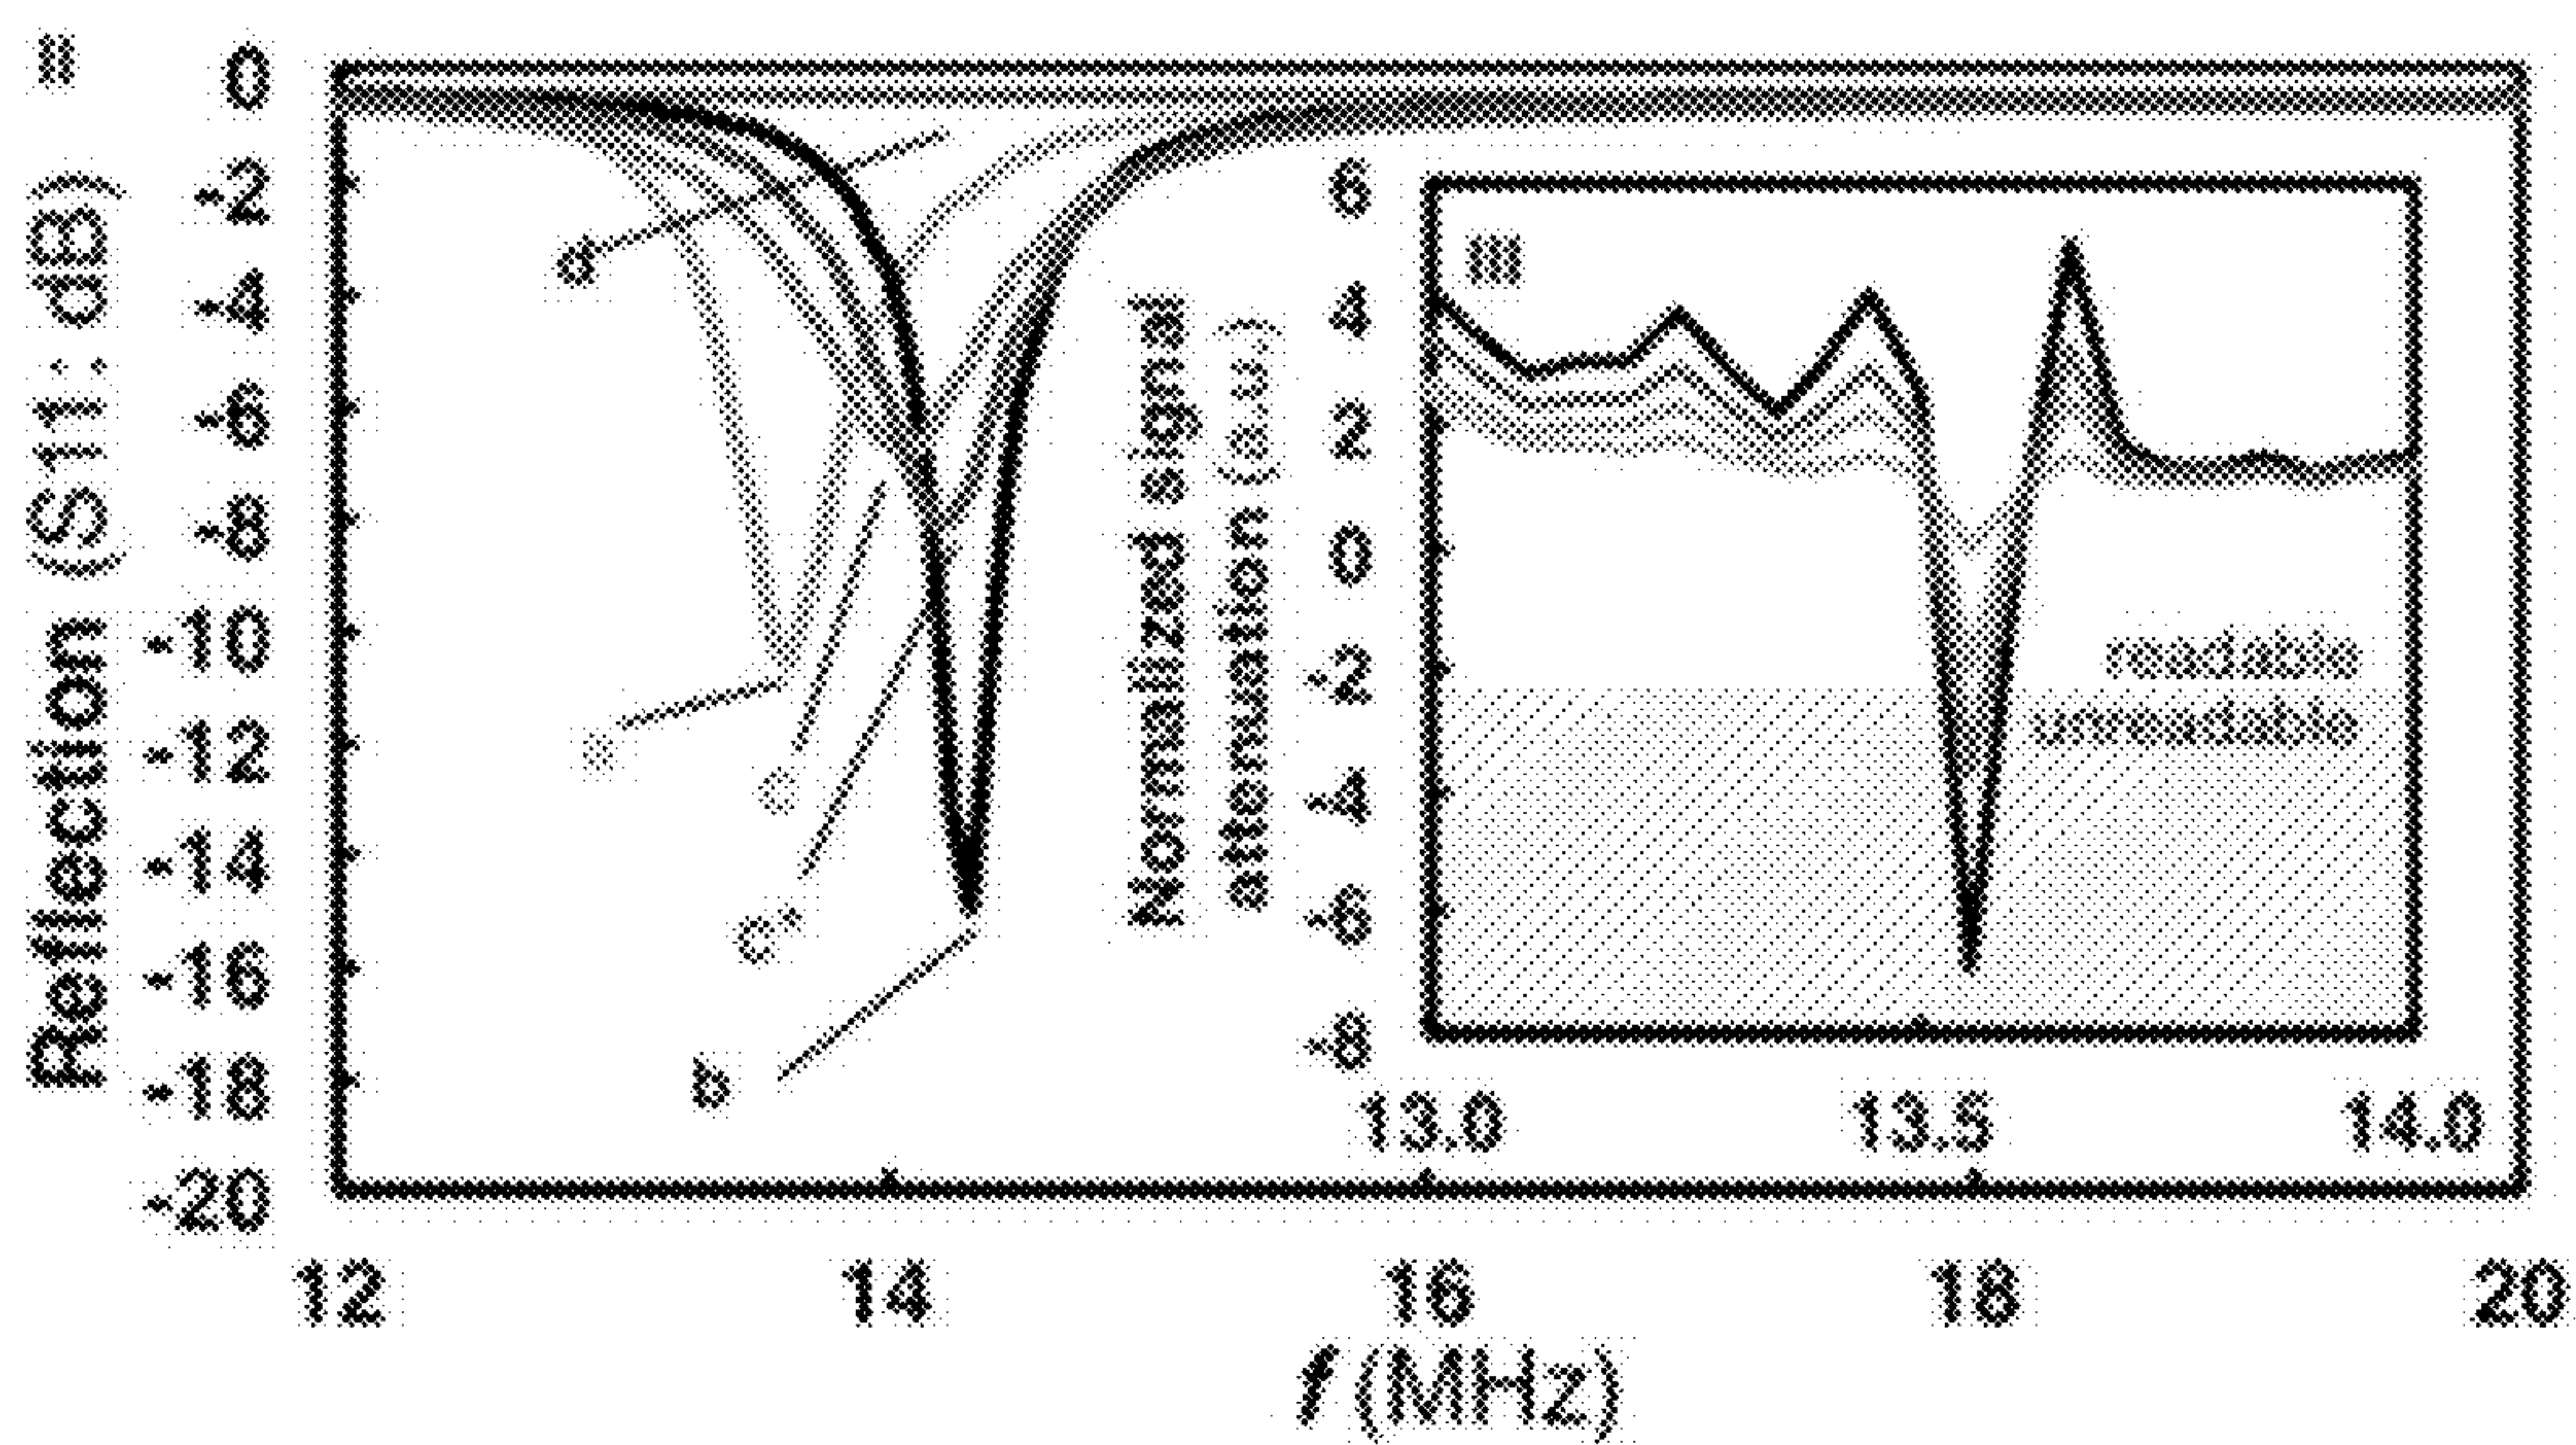 ii
Reflection (S11: dB)
0
-2
-4
-6
-8
-10
-12
-14
-16
-18
-20
12
14
16
18
20
f (MHz)
c
b
iii
Normalized signal
attenuation (a.u.)
6
4
2
0
-2
-4
-6
-8
13.0
13.5
14.0
readable
unreadable